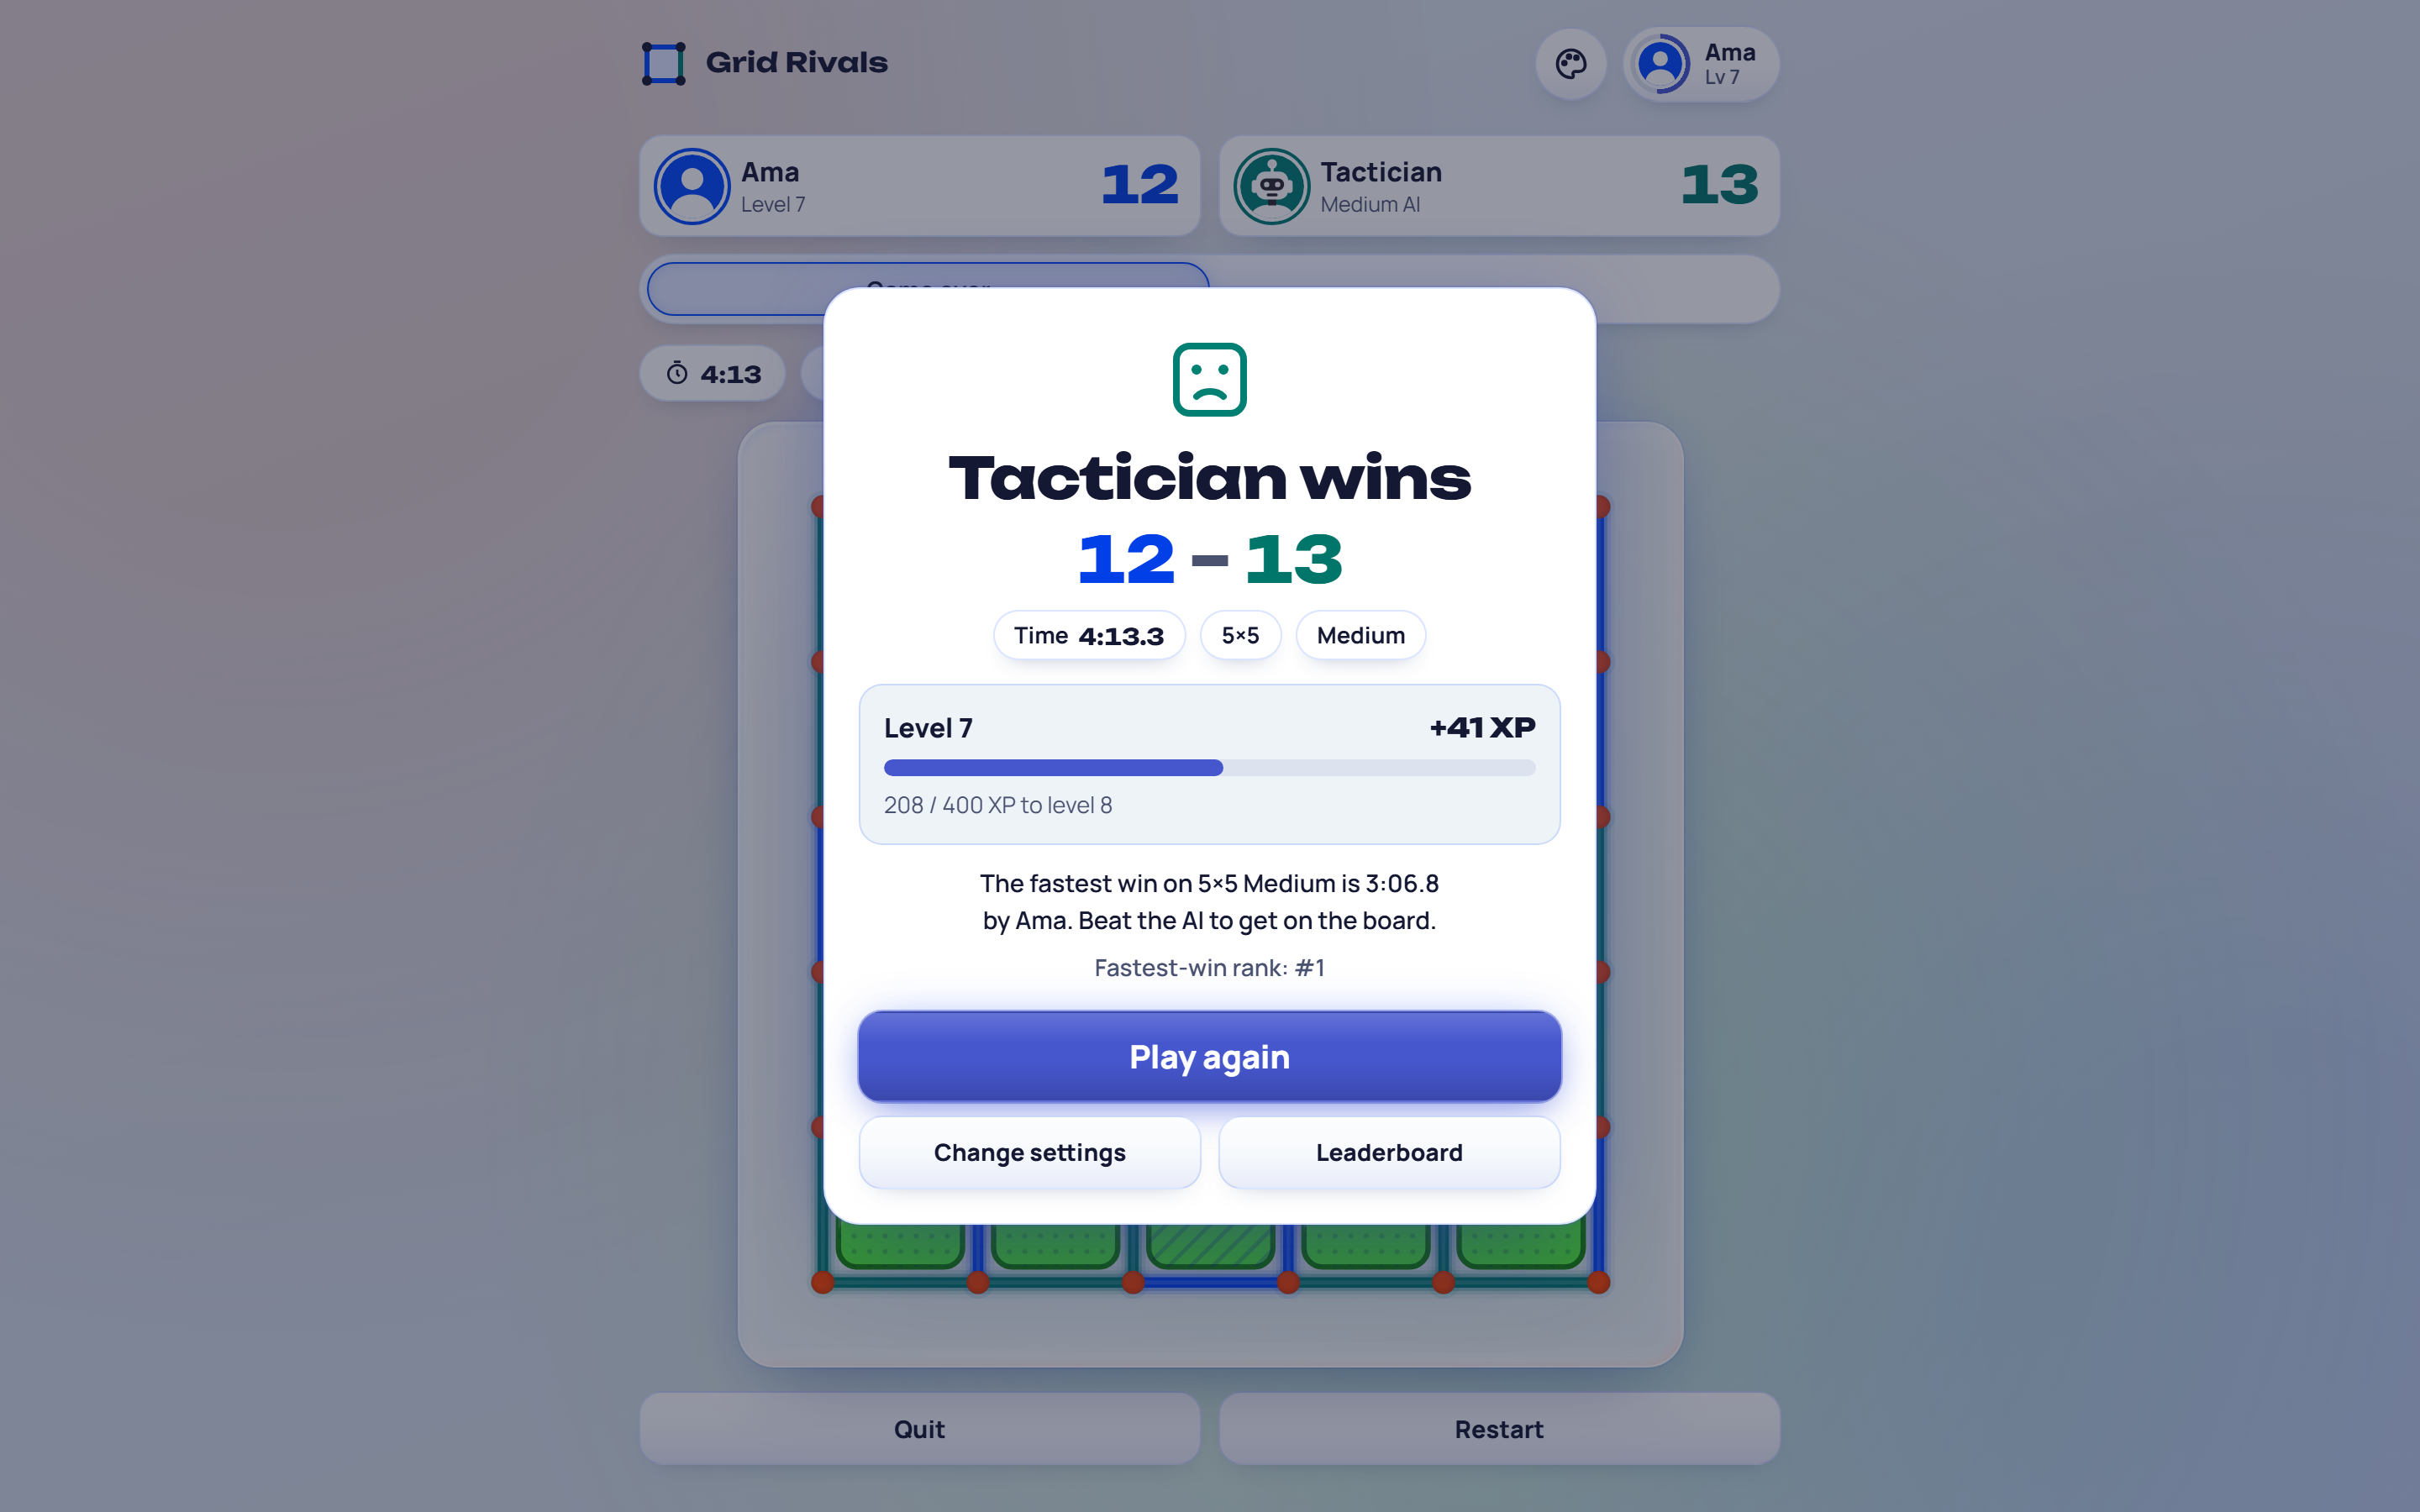 Grid Rivals
Ama
Lv 7
Ama
Level 7
12
Tactician
Medium AI
13
4:13
Tactician wins
12 – 13
Time 4:13.3
5×5
Medium
Level 7
+41 XP
208 / 400 XP to level 8
The fastest win on 5×5 Medium is 3:06.8
by Ama. Beat the AI to get on the board.
Fastest-win rank: #1
Play again
Change settings
Leaderboard
Quit
Restart